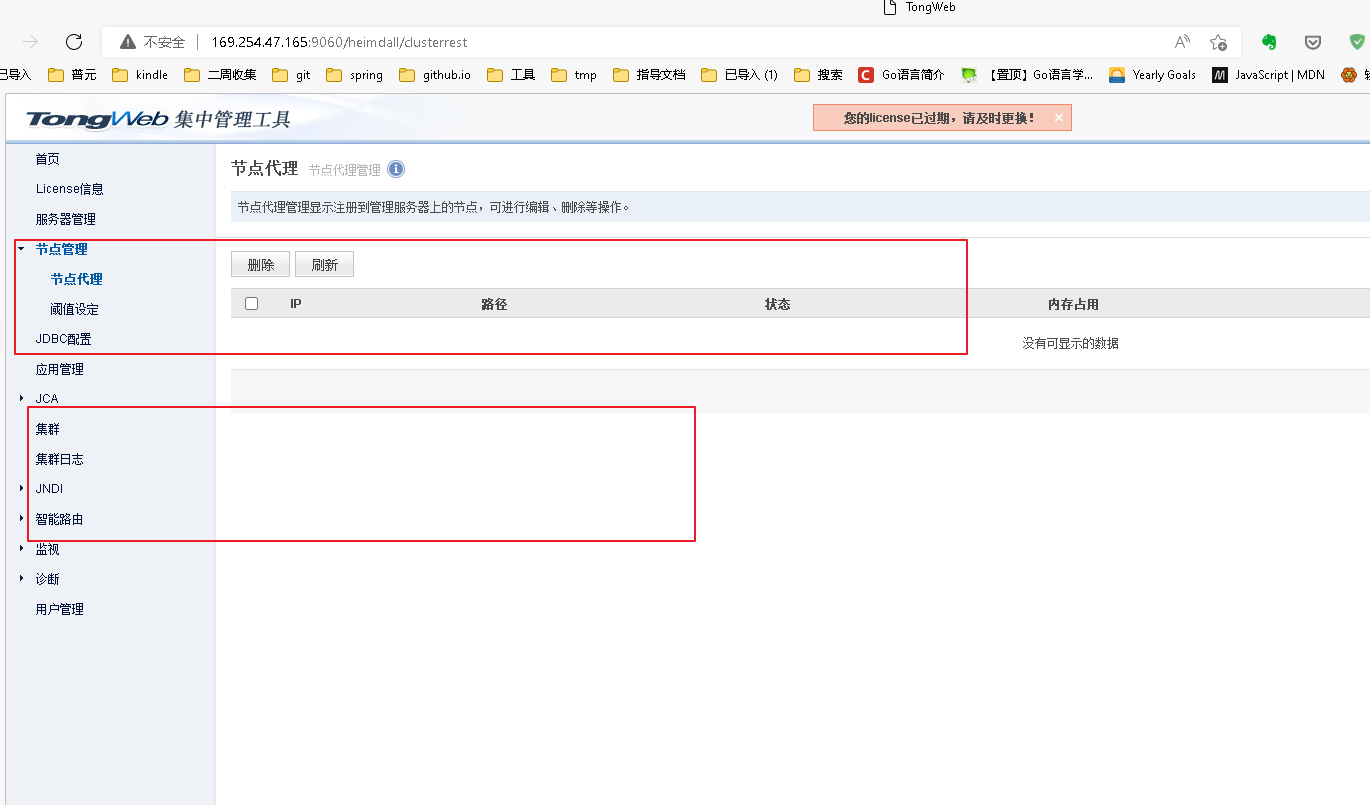 TongWeb
不安全 169.254.47.165:9060/heimdall/clusterrest
已导入 普元 kindle 二周收集 git spring github.io 工具 tmp 指导文档 已导入 (1) 搜索 Go语言简介 【置顶】Go语言学... Yearly Goals JavaScript | MDN
TongWeb 集中管理工具
您的license已过期，请及时更换！ ×
首页
License信息
服务器管理
节点管理
节点代理
阈值设定
JDBC配置
应用管理
JCA
集群
集群日志
JNDI
智能路由
监视
诊断
用户管理
节点代理 节点代理管理
节点代理管理显示注册到管理服务器上的节点，可进行编辑、删除等操作。
删除 刷新
IP 路径 状态 内存占用
没有可显示的数据